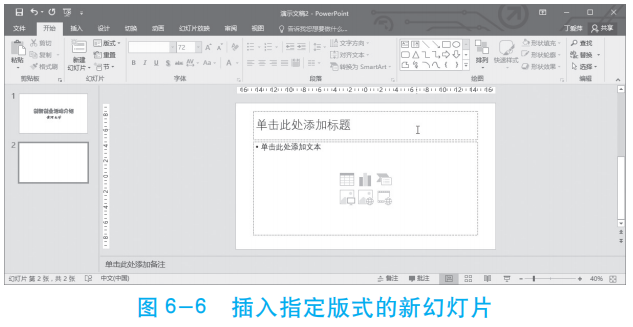 演示文稿2 - PowerPoint
文件 开始 插入 设计 切换 动画 幻灯片放映 审阅 视图 告诉我您想要做什么... 丁妮年 共享
剪切 版式 72 文字方向 形状填充 查找
粘贴 复制 新建 重置 对齐文本 排列 快速样式 形状轮廓 替换
格式刷 幻灯片 节 B I U S abc AV Aa A 转换为 SmartArt 形状效果 选择
剪贴板 幻灯片 字体 段落 绘图 编辑
1
2
单击此处添加标题
• 单击此处添加文本
单击此处添加备注
幻灯片 第 2 张,共 2 张 中文(中国) 备注 批注 40%
图 6-6 插入指定版式的新幻灯片